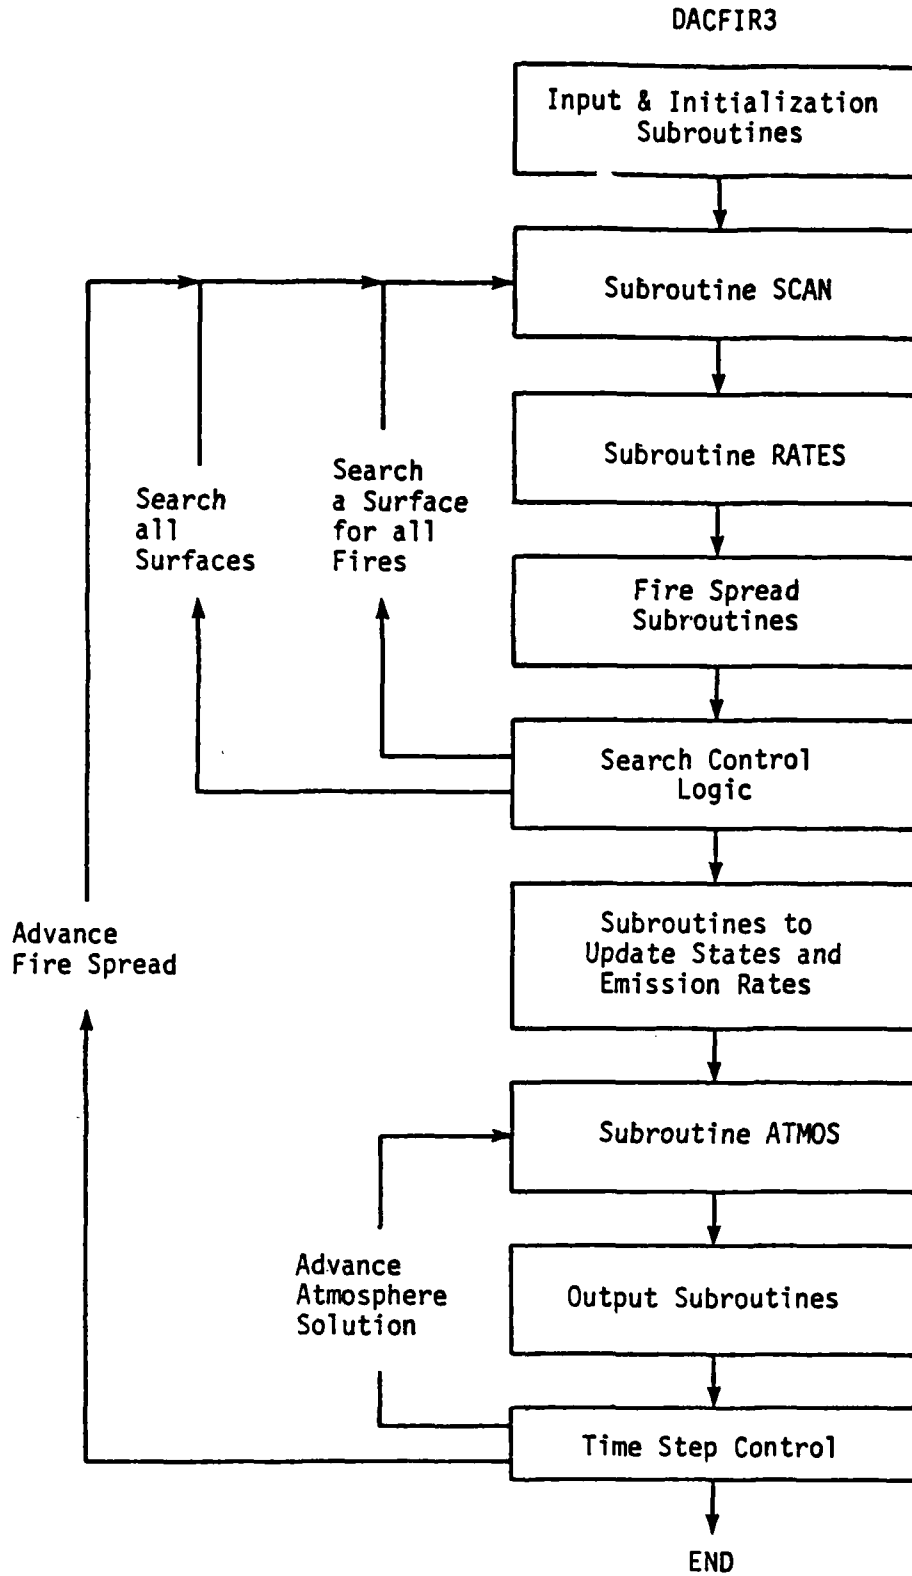 DACFIR3
Input & Initialization
Subroutines
Subroutine SCAN
Subroutine RATES
Search
all
Surfaces
Search
a Surface
for all
Fires
Fire Spread
Subroutines
Search Control
Logic
Advance
Fire Spread
Subroutines to
Update States and
Emission Rates
Subroutine ATMOS
Advance
Atmosphere
Solution
Output Subroutines
Time Step Control
END